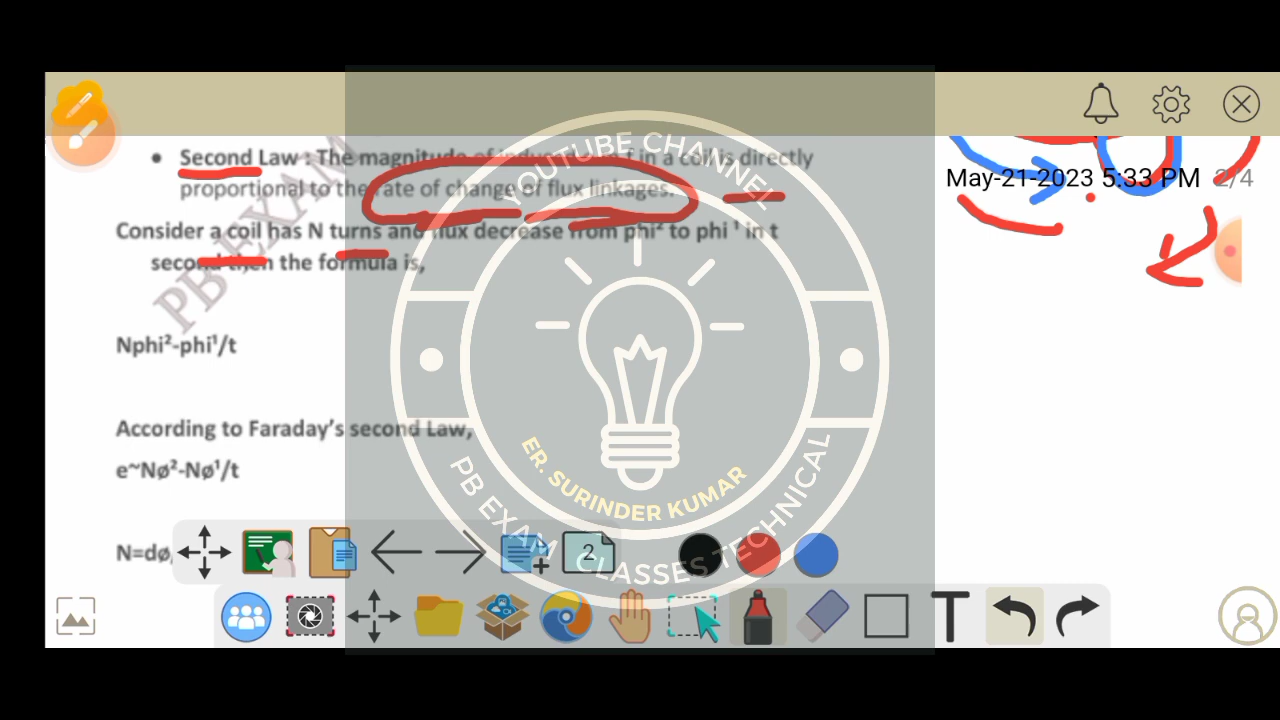 May-21-2023 5:33 PM 2/4
• Second Law : The magnitude of induced emf in a coil is directly
proportional to the rate of change of flux linkages.
Consider a coil has N turns and flux decrease from phi² to phi ¹ in t
second then the formula is,
Nphi²-phi¹/t
According to Faraday's second Law,
e~Nø²-Nø¹/t
N=dø
PB EXAM
YOUTUBE CHANNEL
ER. SURINDER KUMAR
PB EXAM CLASSES TECHNICAL
2
T